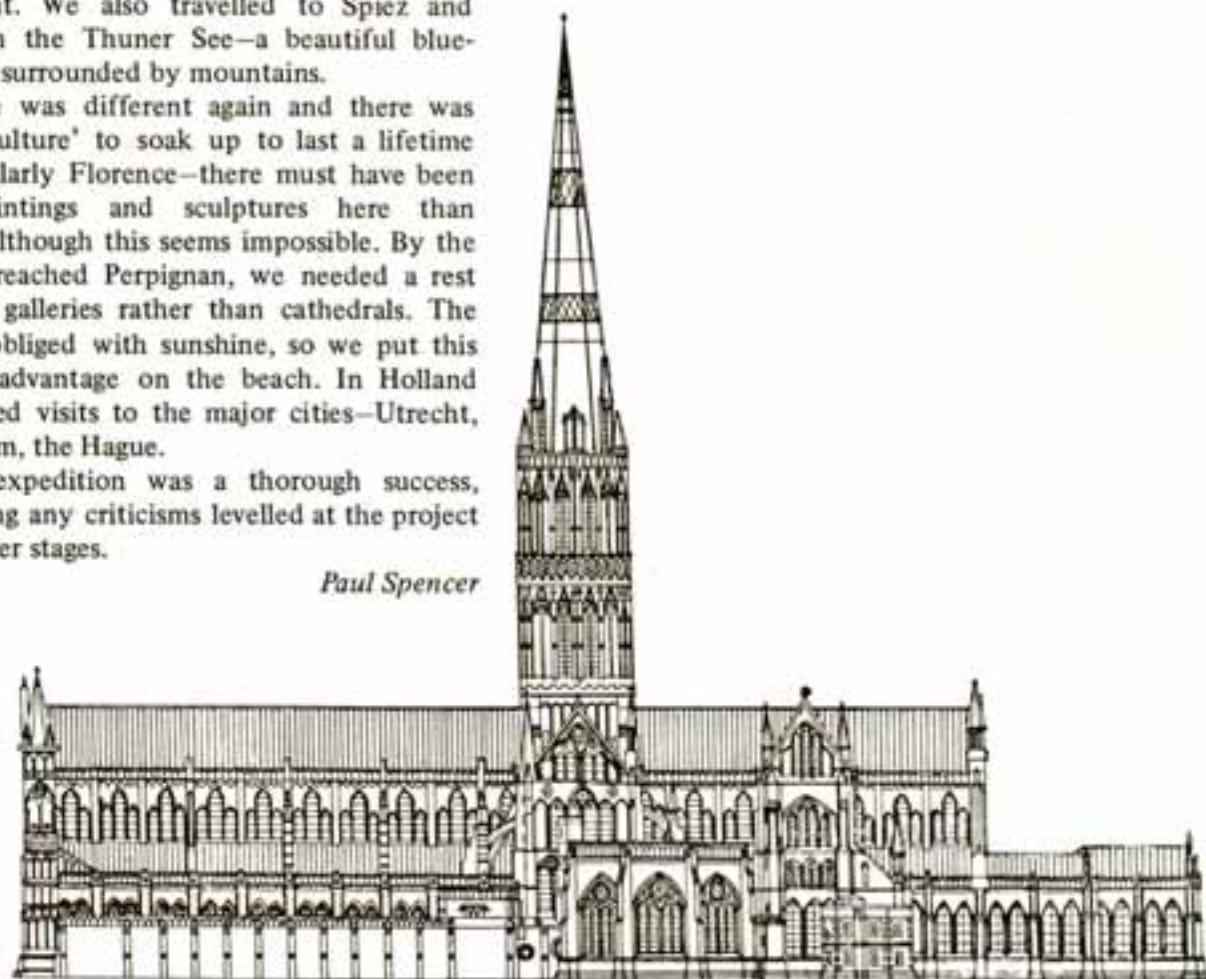 t. We also travelled to Spiez and
the Thuner See—a beautiful blue-
surrounded by mountains.
was different again and there was
ulture' to soak up to last a lifetime
larly Florence—there must have been
intings and sculptures here than
lthough this seems impossible. By the
reached Perpignan, we needed a rest
galleries rather than cathedrals. The
bliged with sunshine, so we put this
advantage on the beach. In Holland
ed visits to the major cities—Utrecht,
m, the Hague.
expedition was a thorough success,
ng any criticisms levelled at the project
er stages.
Paul Spencer